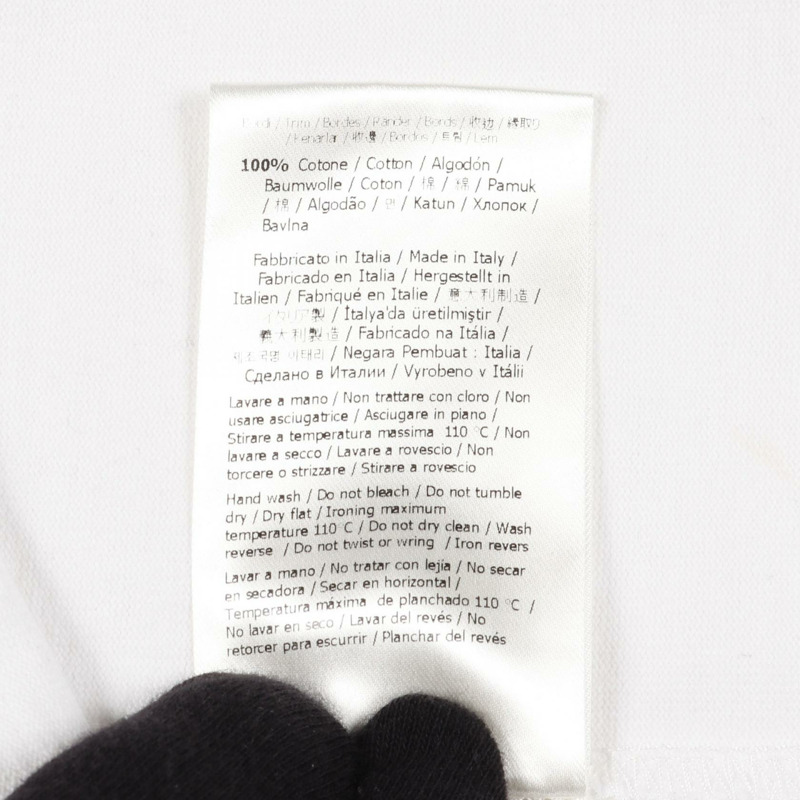 / Trim / Bordes / Ränder / Bords / 收边 / 縁取り
/ Kenarlar / 收邊 / Bordos / 트림 / Lem
100% Cotone / Cotton / Algodón /
Baumwolle / Coton / 棉 / 綿 / Pamuk
/ 棉 / Algodão / 면 / Katun / Хлопок /
Bavlna
Fabbricato in Italia / Made in Italy /
Fabricado en Italia / Hergestellt in
Italien / Fabriqué en Italie / 意大利制造 /
イタリア製 / İtalya'da üretilmiştir /
義大利製造 / Fabricado na Itália /
제조국명 이태리 / Negara Pembuat : Italia /
Сделано в Италии / Vyrobeno v Itálii
Lavare a mano / Non trattare con cloro / Non
usare asciugatrice / Asciugare in piano /
Stirare a temperatura massima 110 °C / Non
lavare a secco / Lavare a rovescio / Non
torcere o strizzare / Stirare a rovescio
Hand wash / Do not bleach / Do not tumble
dry / Dry flat / Ironing maximum
temperature 110 °C / Do not dry clean / Wash
reverse / Do not twist or wring / Iron revers
Lavar a mano / No tratar con lejía / No secar
en secadora / Secar en horizontal /
Temperatura máxima de planchado 110 °C /
No lavar en seco / Lavar del revés / No
retorcer para escurrir / Planchar del revés